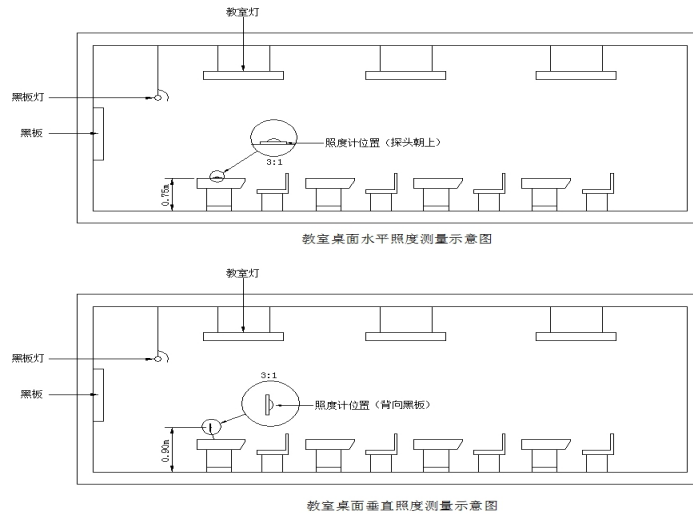 教室灯
黑板灯
黑板
照度计位置（探头朝上）
3:1
0.75m
教室桌面水平照度测量示意图
教室灯
黑板灯
3:1
黑板
照度计位置（背向黑板）
0.90m
教室桌面垂直照度测量示意图